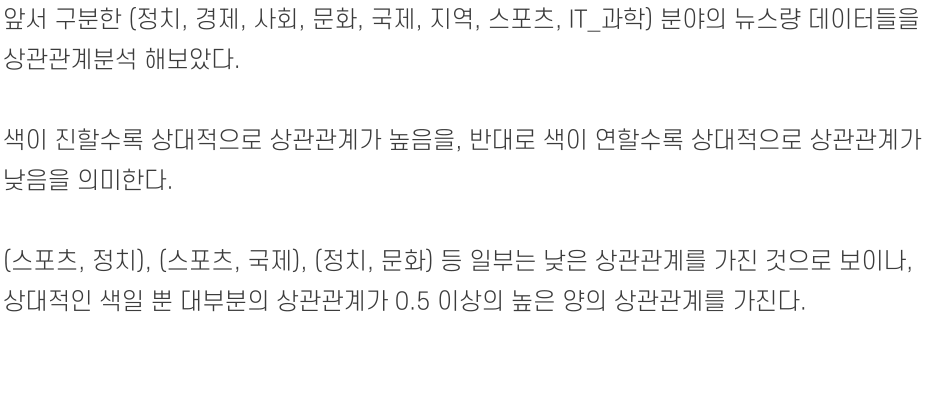 앞서 구분한 (정치, 경제, 사회, 문화, 국제, 지역, 스포츠, IT_과학) 분야의 뉴스량 데이터들을
상관관계분석 해보았다.
색이 진할수록 상대적으로 상관관계가 높음을, 반대로 색이 연할수록 상대적으로 상관관계가
낮음을 의미한다.
(스포츠, 정치), (스포츠, 국제), (정치, 문화) 등 일부는 낮은 상관관계를 가진 것으로 보이나,
상대적인 색일 뿐 대부분의 상관관계가 0.5 이상의 높은 양의 상관관계를 가진다.